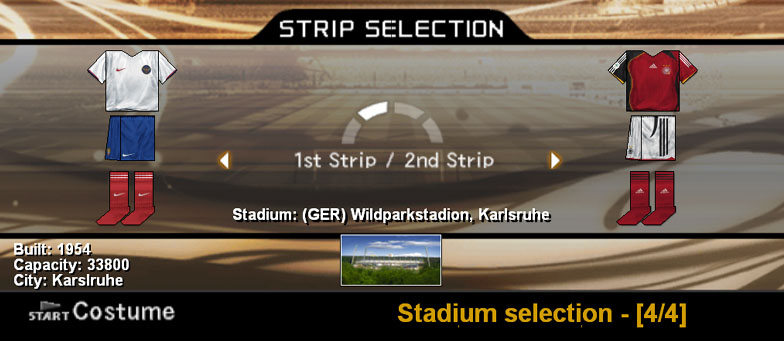 STRIP SELECTION
1st Strip / 2nd Strip
Stadium: (GER) Wildparkstadion, Karlsruhe
Built: 1954
Capacity: 33800
City: Karslruhe
START Costume
Stadium selection - [4/4]